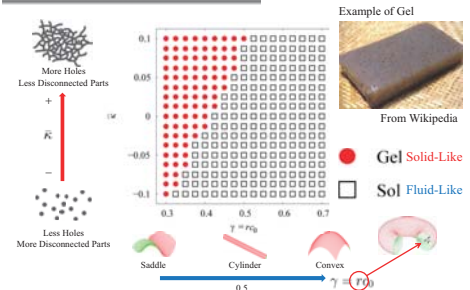 Example of Gel
More Holes
Less Disconnected Parts
+
κ̄
−
Less Holes
More Disconnected Parts
0.1
0.05
0
−0.05
−0.1
0.3 0.4 0.5 0.6 0.7
γ = rc₀
From Wikipedia
Gel Solid-Like
Sol Fluid-Like
Saddle Cylinder Convex
0.5
γ = rc₀